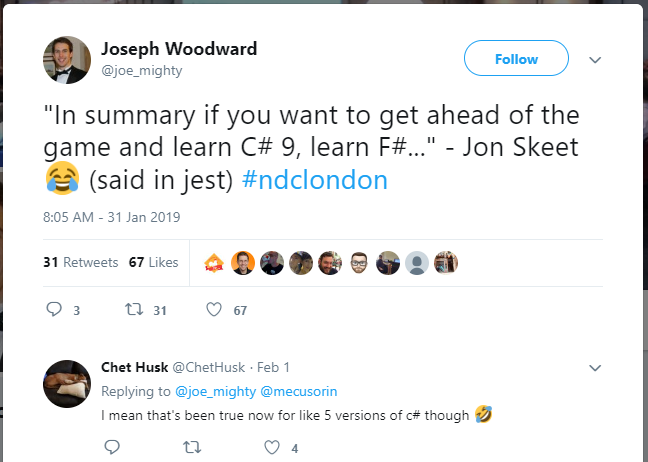 Joseph Woodward
@joe_mighty
Follow
"In summary if you want to get ahead of the
game and learn C# 9, learn F#..." - Jon Skeet
😂 (said in jest) #ndclondon
8:05 AM - 31 Jan 2019
31 Retweets 67 Likes
3 31 67
Chet Husk @ChetHusk · Feb 1
Replying to @joe_mighty @mecusorin
I mean that's been true now for like 5 versions of c# though 🤣
4